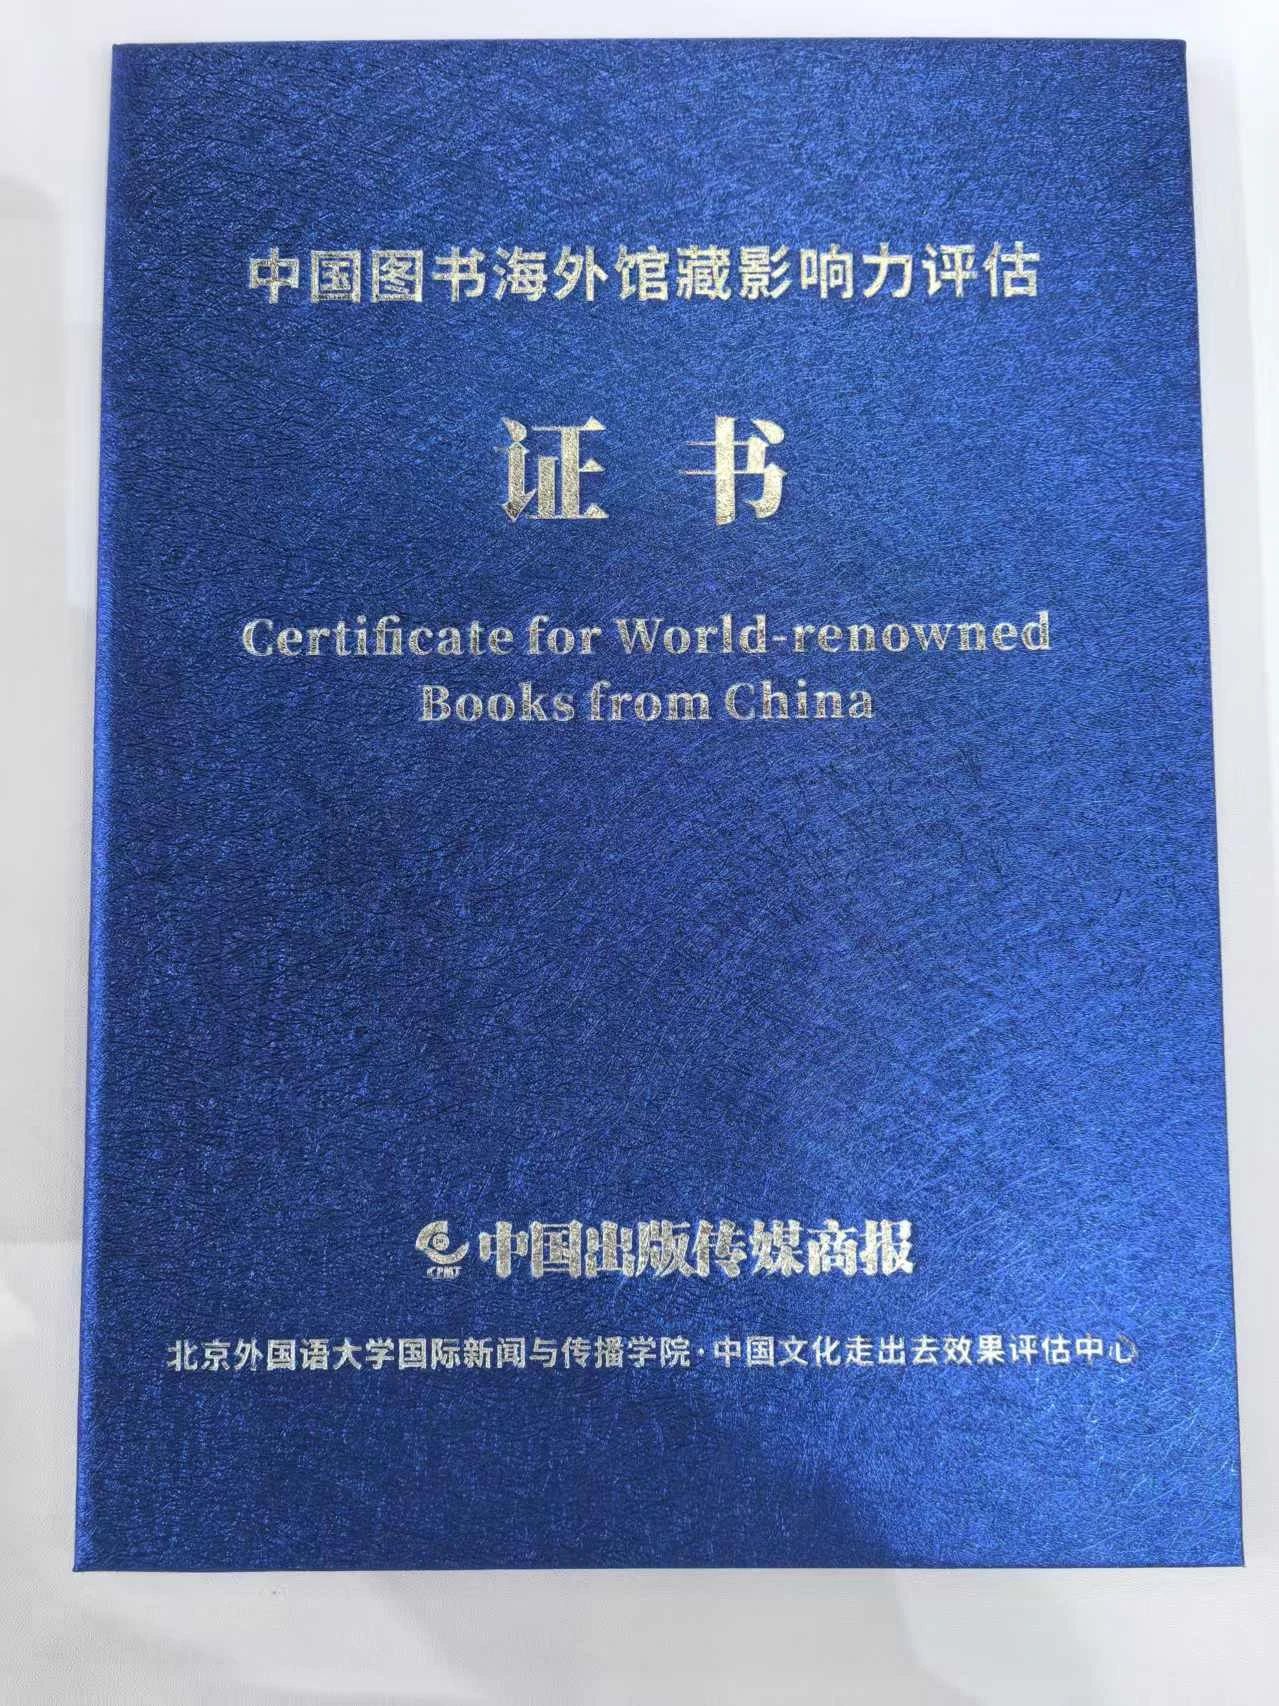 中国图书海外馆藏影响力评估
证书
Certificate for World-renowned
Books from China
CPMJ 中国出版传媒商报
北京外国语大学国际新闻与传播学院·中国文化走出去效果评估中心